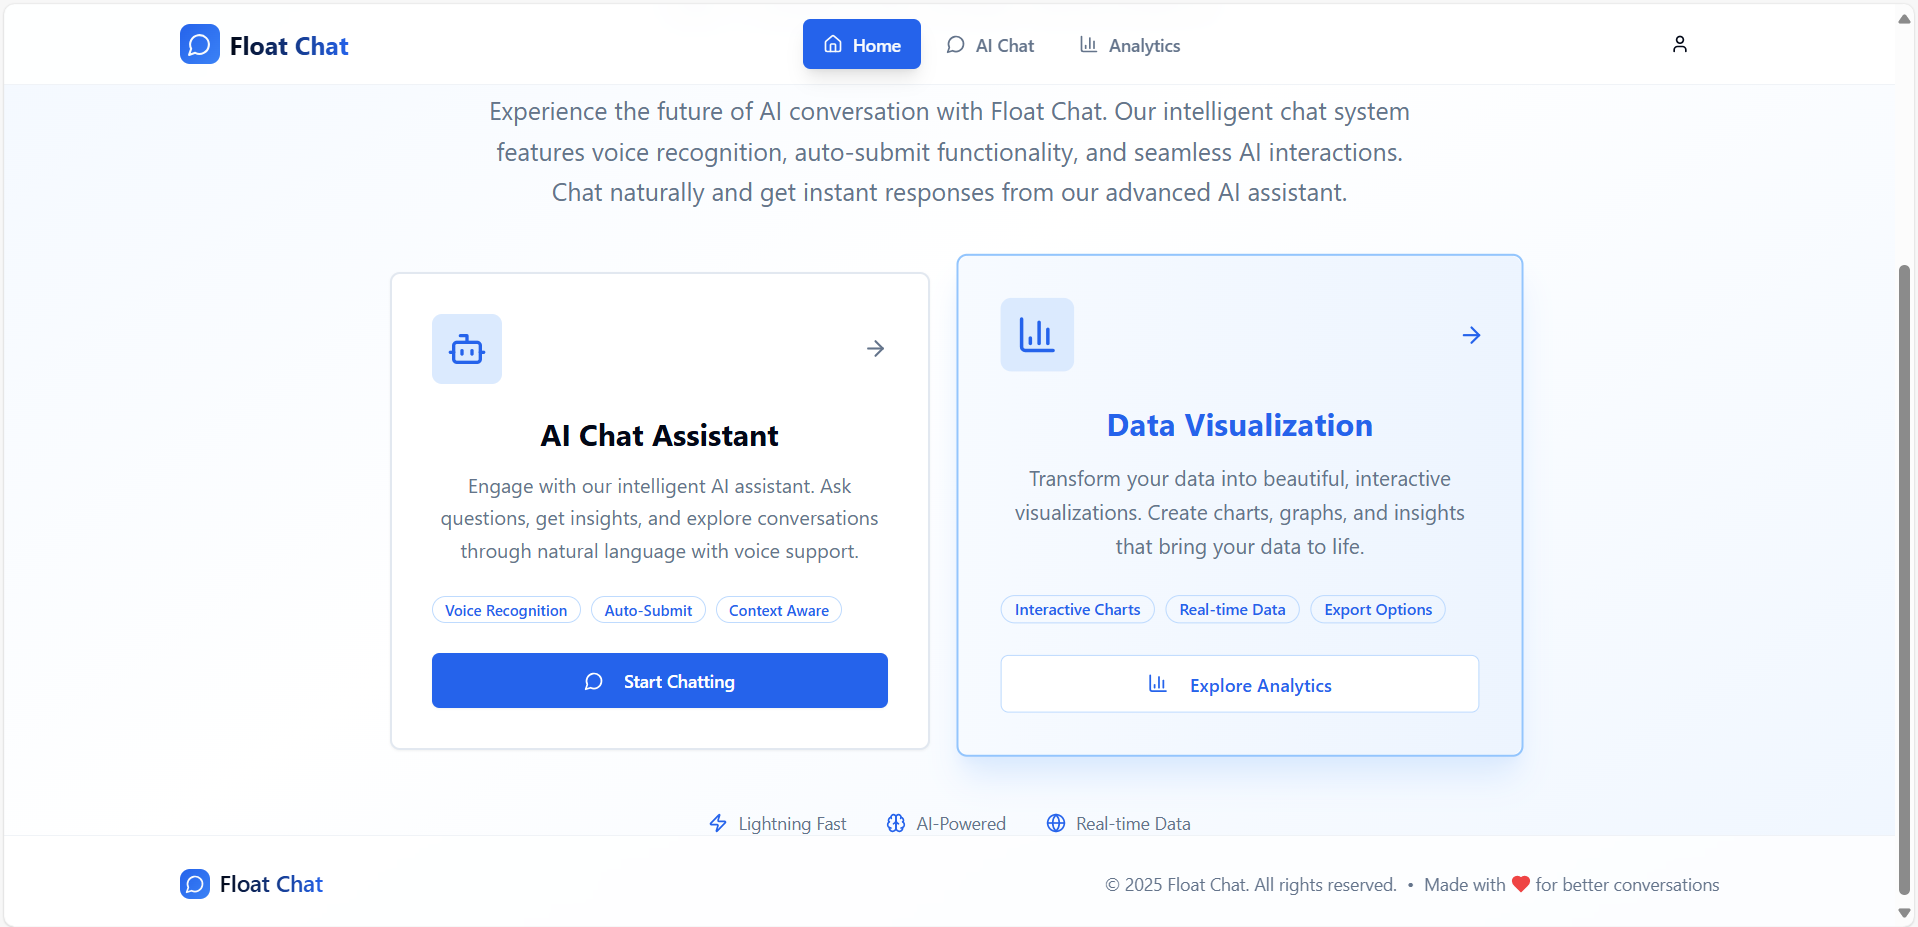 Float Chat
Home
AI Chat
Analytics
Experience the future of AI conversation with Float Chat. Our intelligent chat system
features voice recognition, auto-submit functionality, and seamless AI interactions.
Chat naturally and get instant responses from our advanced AI assistant.
AI Chat Assistant
Engage with our intelligent AI assistant. Ask
questions, get insights, and explore conversations
through natural language with voice support.
Voice Recognition
Auto-Submit
Context Aware
Start Chatting
Data Visualization
Transform your data into beautiful, interactive
visualizations. Create charts, graphs, and insights
that bring your data to life.
Interactive Charts
Real-time Data
Export Options
Explore Analytics
Lightning Fast
AI-Powered
Real-time Data
Float Chat
© 2025 Float Chat. All rights reserved. • Made with ❤️ for better conversations